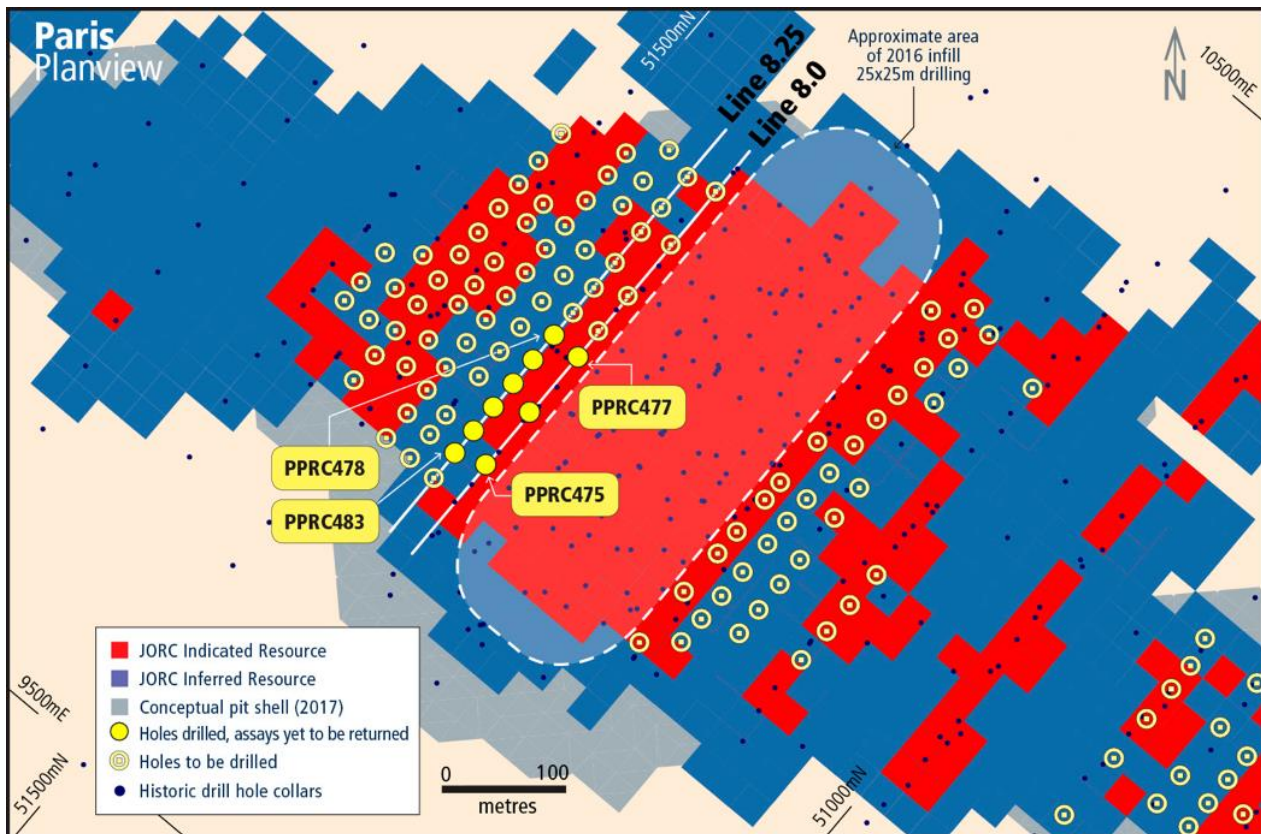 Paris
Planview
51500mN
Line 8.25
Line 8.0
Approximate area
of 2016 infill
25x25m drilling
N
10500mE
PPRC477
PPRC478
PPRC475
PPRC483
JORC Indicated Resource
JORC Inferred Resource
Conceptual pit shell (2017)
Holes drilled, assays yet to be returned
Holes to be drilled
Historic drill hole collars
0 100
metres
9500mE
51500mN
51000mN